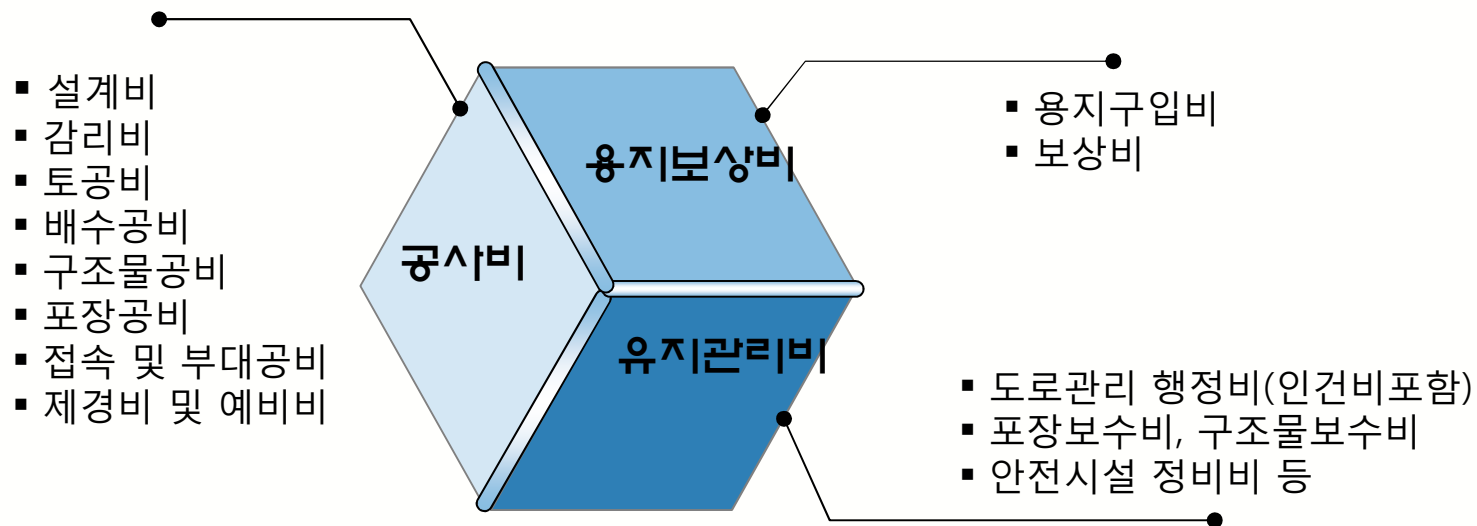 ▪ 설계비
▪ 감리비
▪ 토공비
▪ 배수공비
▪ 구조물공비
▪ 포장공비
▪ 접속 및 부대공비
▪ 제경비 및 예비비
공사비
용지보상비
유지관리비
▪ 용지구입비
▪ 보상비
▪ 도로관리 행정비(인건비포함)
▪ 포장보수비, 구조물보수비
▪ 안전시설 정비비 등